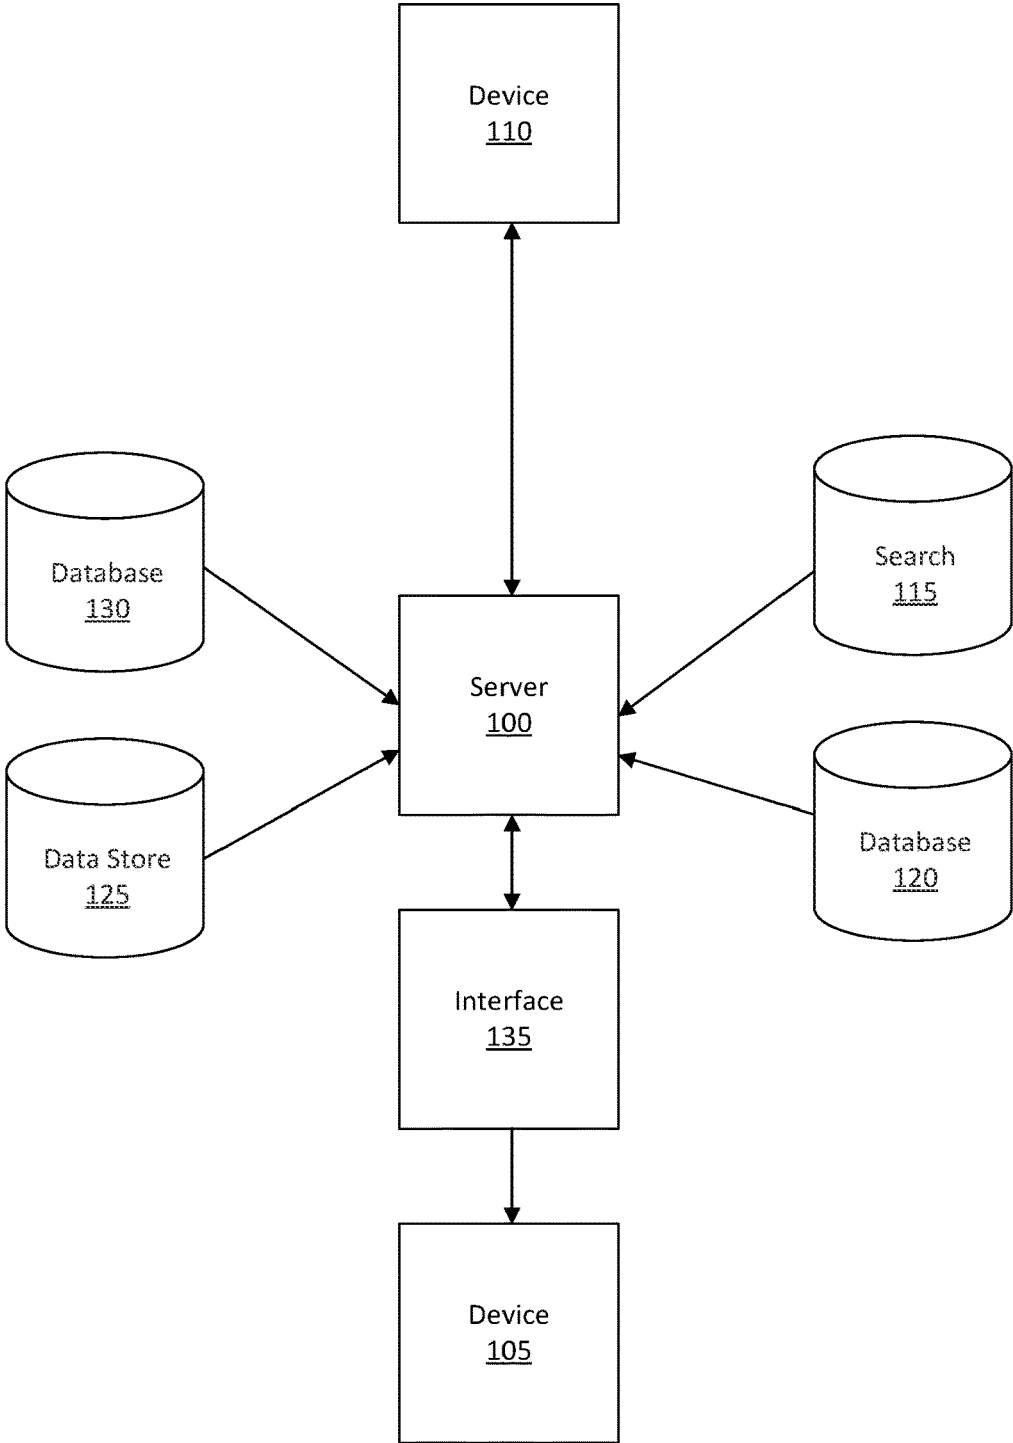 Device
110
Database
130
Search
115
Server
100
Data Store
125
Database
120
Interface
135
Device
105